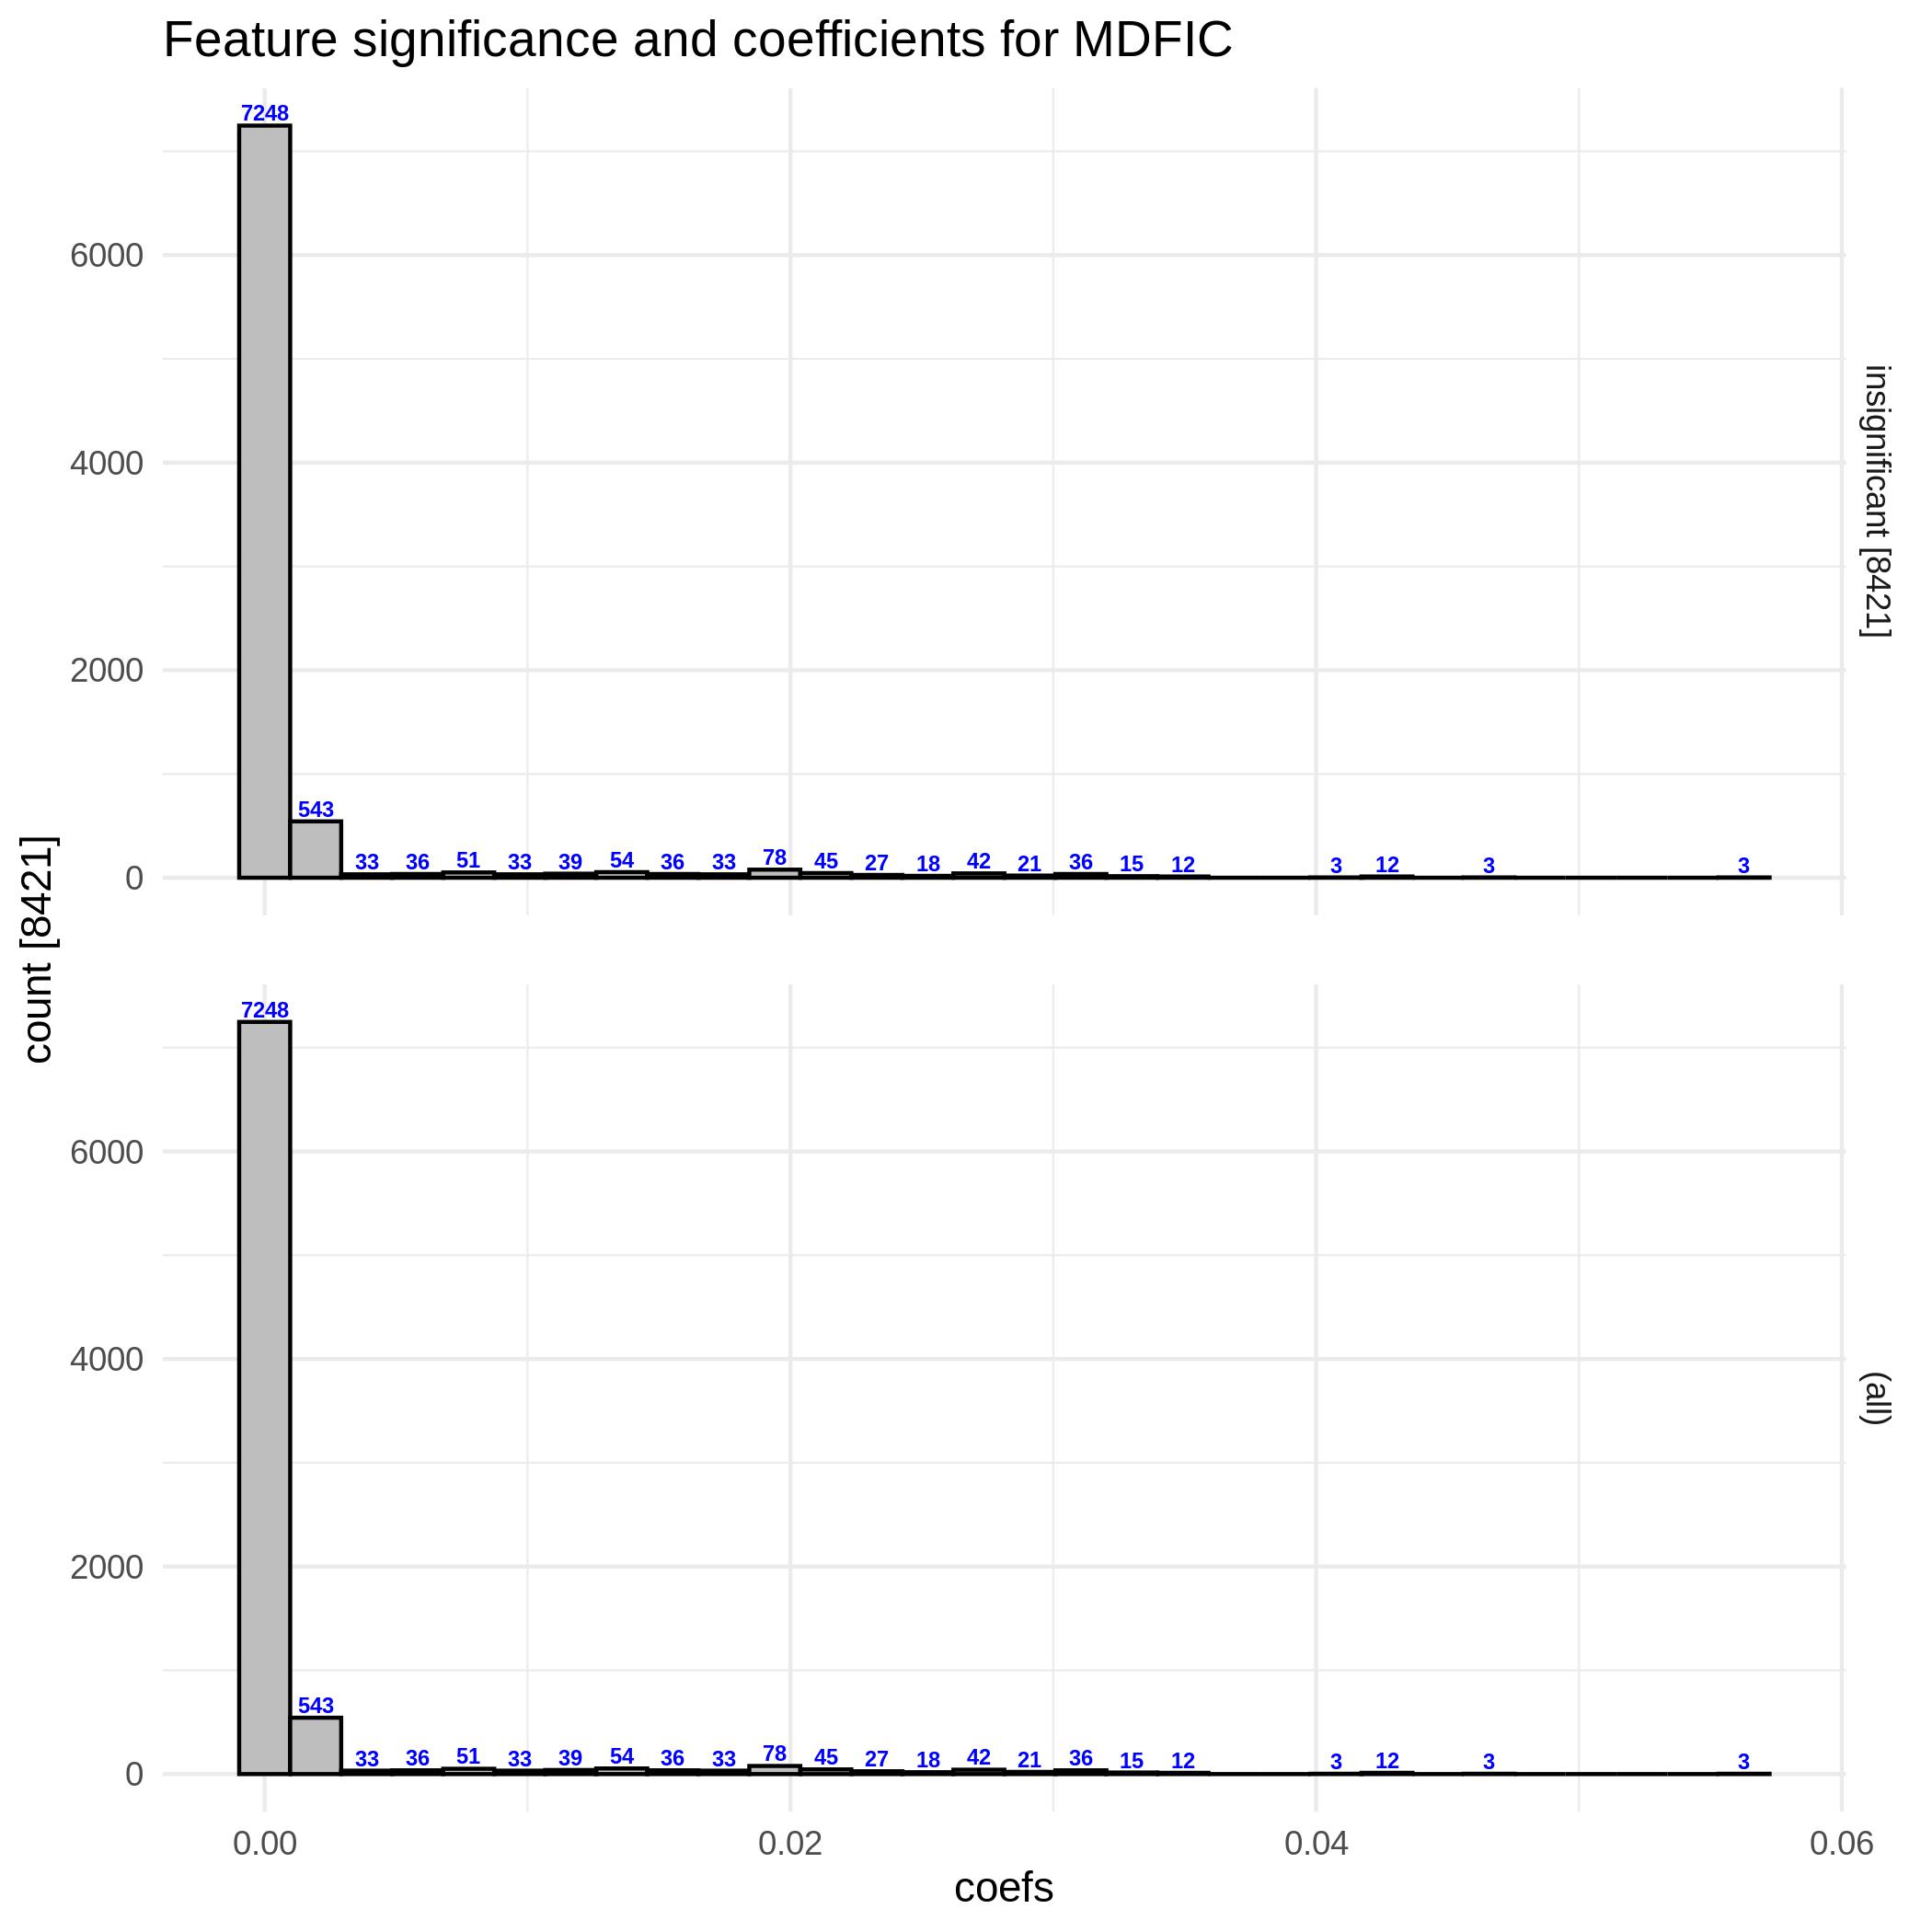 Feature significance and coefficients for MDFIC
count [8421]
7248
6000
4000
2000
0
543
33 36 51 33 39 54 36 33 78 45 27 18 42 21 36 15 12 3 12 3 3
insignificant [8421]
7248
6000
4000
2000
0
543
33 36 51 33 39 54 36 33 78 45 27 18 42 21 36 15 12 3 12 3 3
(all)
0.00 0.02 0.04 0.06
coefs